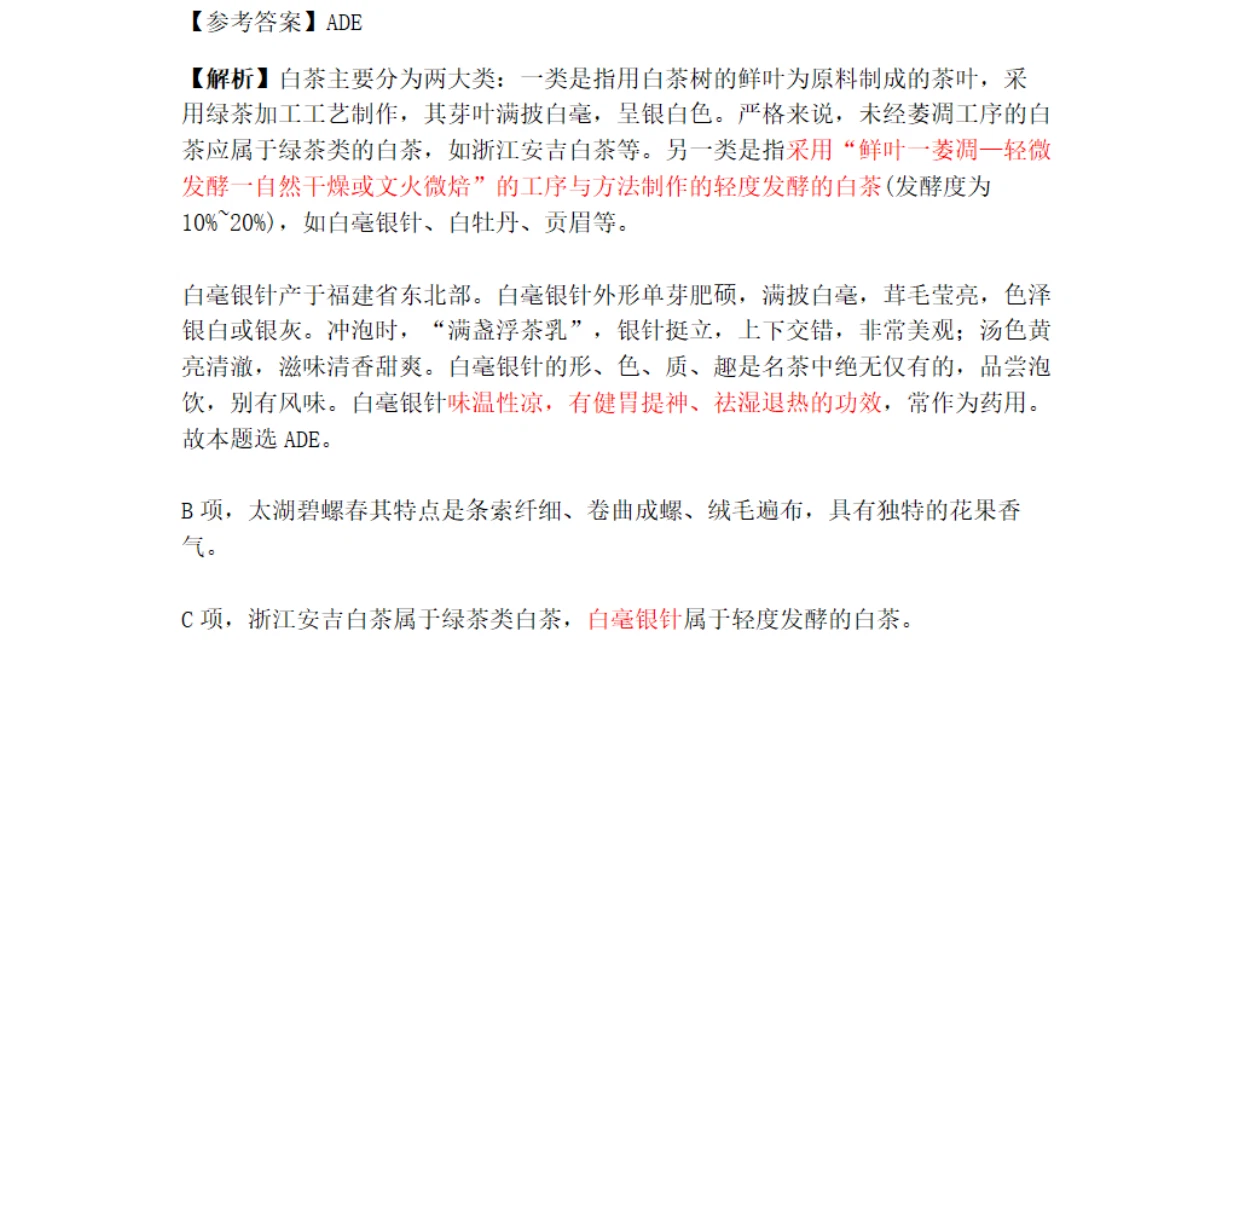 【参考答案】ADE
【解析】白茶主要分为两大类：一类是指用白茶树的鲜叶为原料制成的茶叶，采
用绿茶加工工艺制作，其芽叶满披白毫，呈银白色。严格来说，未经萎凋工序的白
茶应属于绿茶类的白茶，如浙江安吉白茶等。另一类是指采用“鲜叶一萎凋—轻微
发酵一自然干燥或文火微焙”的工序与方法制作的轻度发酵的白茶(发酵度为
10%~20%)，如白毫银针、白牡丹、贡眉等。
白毫银针产于福建省东北部。白毫银针外形单芽肥硕，满披白毫，茸毛莹亮，色泽
银白或银灰。冲泡时，“满盏浮茶乳”，银针挺立，上下交错，非常美观；汤色黄
亮清澈，滋味清香甜爽。白毫银针的形、色、质、趣是名茶中绝无仅有的，品尝泡
饮，别有风味。白毫银针味温性凉，有健胃提神、祛湿退热的功效，常作为药用。
故本题选 ADE。
B 项，太湖碧螺春其特点是条索纤细、卷曲成螺、绒毛遍布，具有独特的花果香
气。
C 项，浙江安吉白茶属于绿茶类白茶，白毫银针属于轻度发酵的白茶。